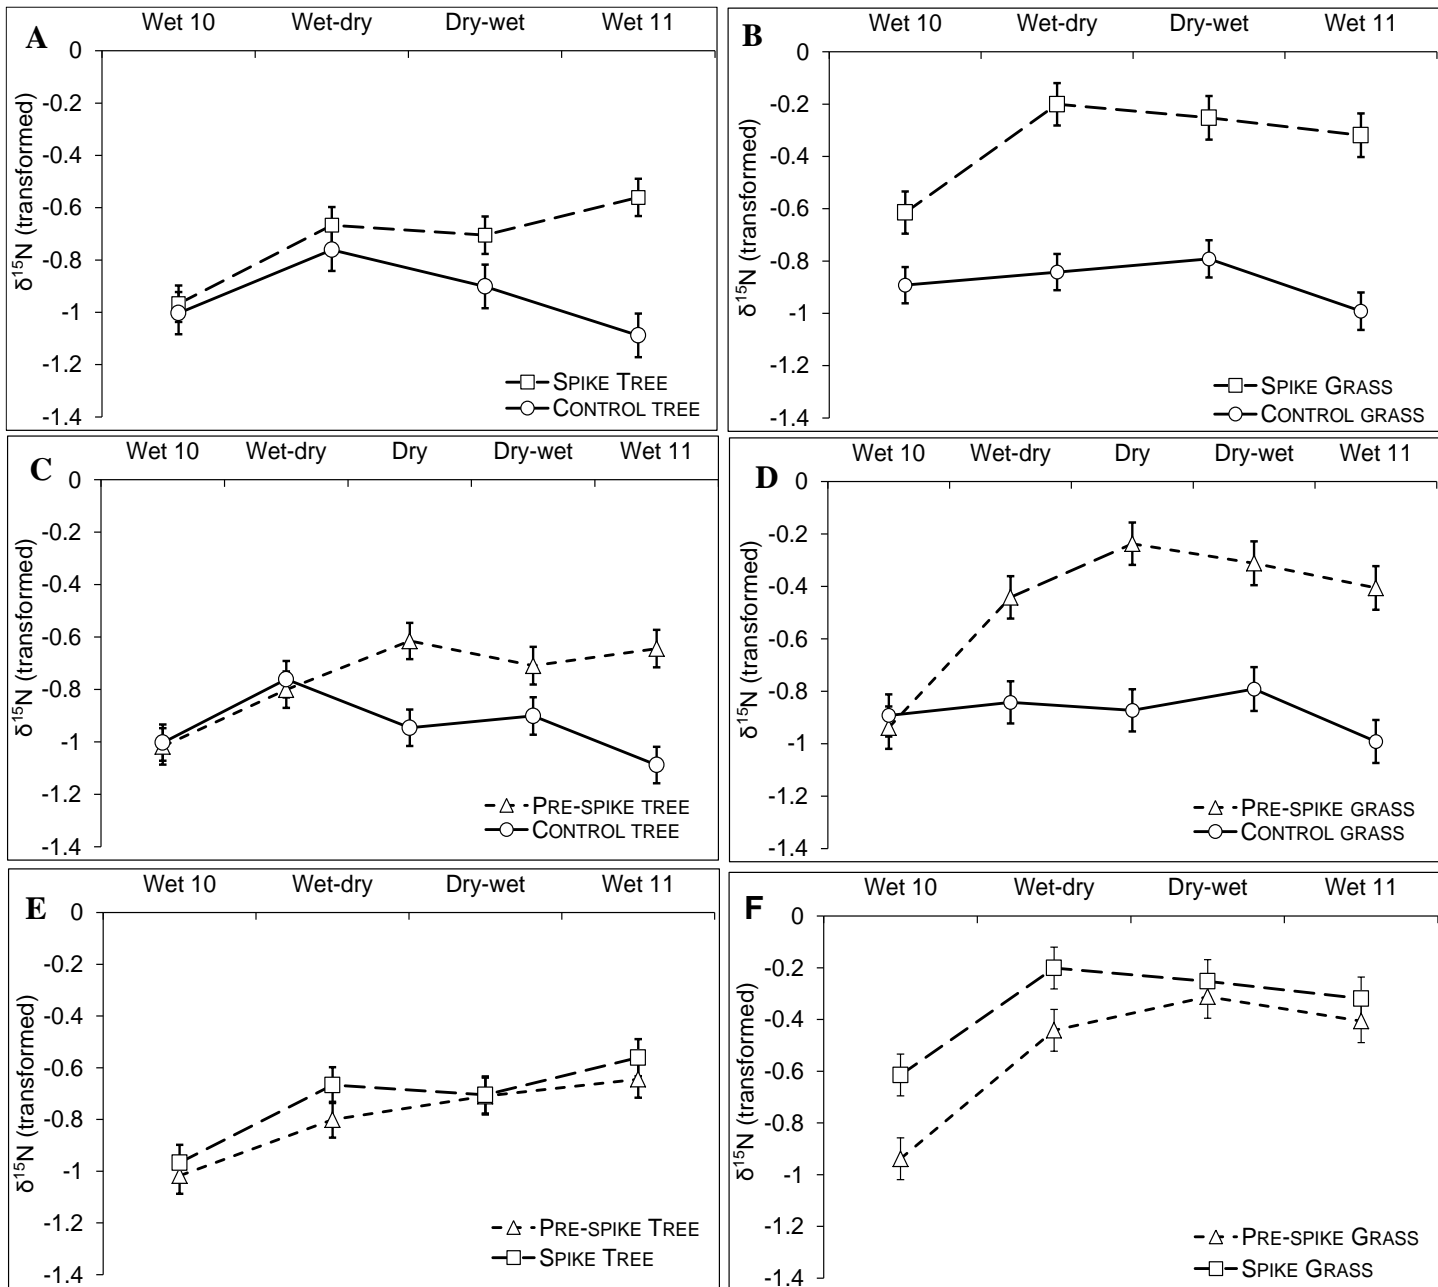 A
Wet 10 Wet-dry Dry-wet Wet 11
0
-0.2
-0.4
-0.6
-0.8
-1
-1.2
-1.4
δ15N (transformed)
SPIKE TREE
CONTROL TREE
B
Wet 10 Wet-dry Dry-wet Wet 11
0
-0.2
-0.4
-0.6
-0.8
-1
-1.2
-1.4
δ15N (transformed)
SPIKE GRASS
CONTROL GRASS
C
Wet 10 Wet-dry Dry Dry-wet Wet 11
0
-0.2
-0.4
-0.6
-0.8
-1
-1.2
-1.4
δ15N (transformed)
PRE-SPIKE TREE
CONTROL TREE
D
Wet 10 Wet-dry Dry Dry-wet Wet 11
0
-0.2
-0.4
-0.6
-0.8
-1
-1.2
-1.4
δ15N (transformed)
PRE-SPIKE GRASS
CONTROL GRASS
E
Wet 10 Wet-dry Dry-wet Wet 11
0
-0.2
-0.4
-0.6
-0.8
-1
-1.2
-1.4
δ15N (transformed)
PRE-SPIKE TREE
SPIKE TREE
F
Wet 10 Wet-dry Dry-wet Wet 11
0
-0.2
-0.4
-0.6
-0.8
-1
-1.2
-1.4
δ15N (transformed)
PRE-SPIKE GRASS
SPIKE GRASS